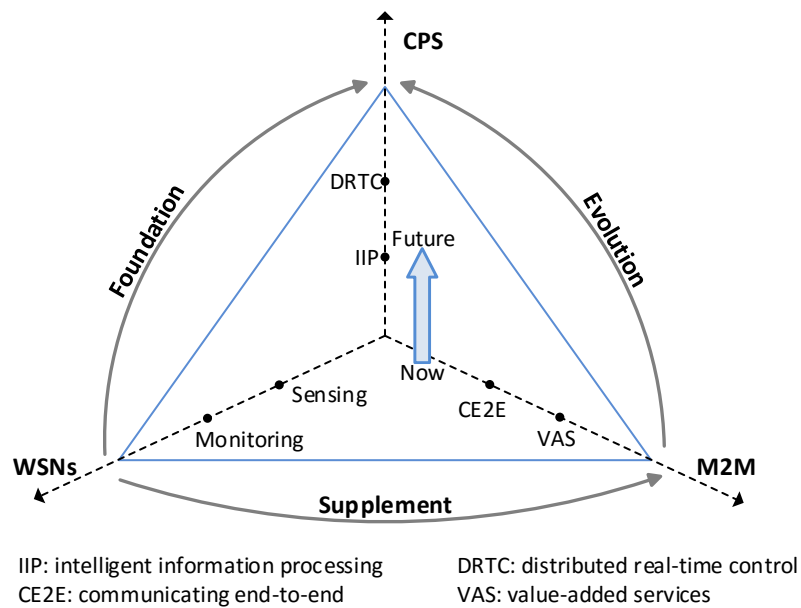 CPS
Foundation
Evolution
DRTC
Future
IIP
Now
Sensing
CE2E
Monitoring
VAS
WSNs
M2M
Supplement
IIP: intelligent information processing
DRTC: distributed real-time control
CE2E: communicating end-to-end
VAS: value-added services